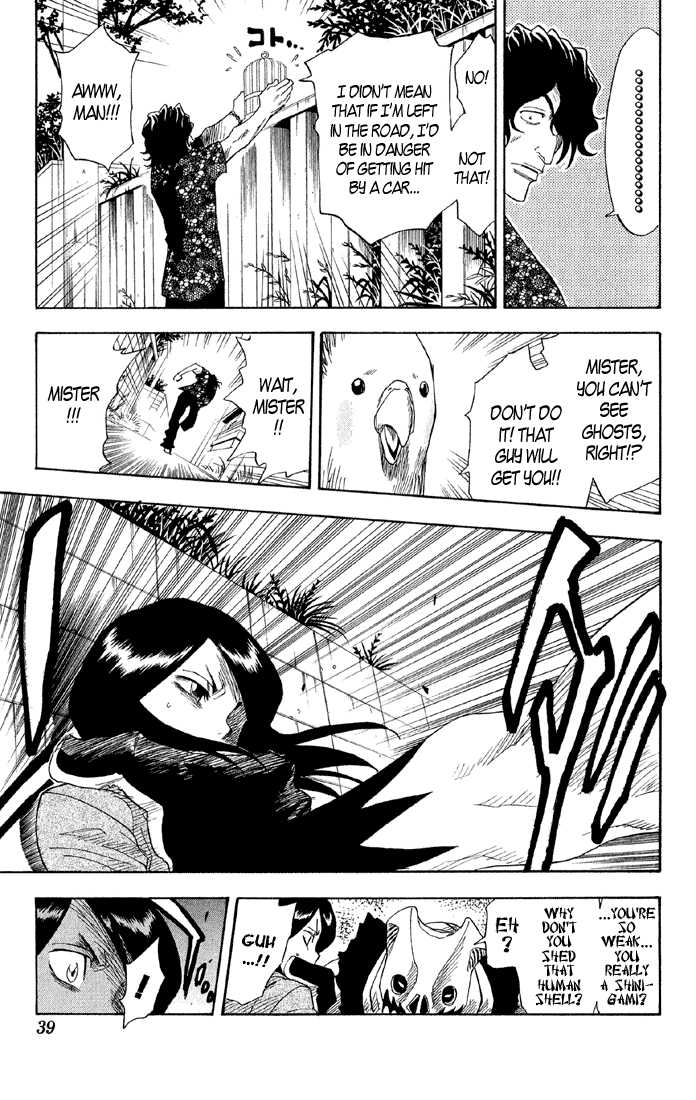 NO!
NOT
THAT!
I DIDN'T MEAN
THAT IF I'M LEFT
IN THE ROAD, I'D
BE IN DANGER
OF GETTING HIT
BY A CAR...
コト...
AWWW,
MAN!!!
MISTER,
YOU CAN'T
SEE
GHOSTS,
RIGHT!?
DON'T DO
IT! THAT
GUY WILL
GET YOU!!
WAIT,
MISTER
!!
MISTER
!!!
...YOU'RE
SO
WEAK...
YOU
REALLY
A SHINI-
GAMI?
WHY
DON'T
YOU
SHED
THAT
HUMAN
SHELL?
EH
?
GUH
...!!
!
39